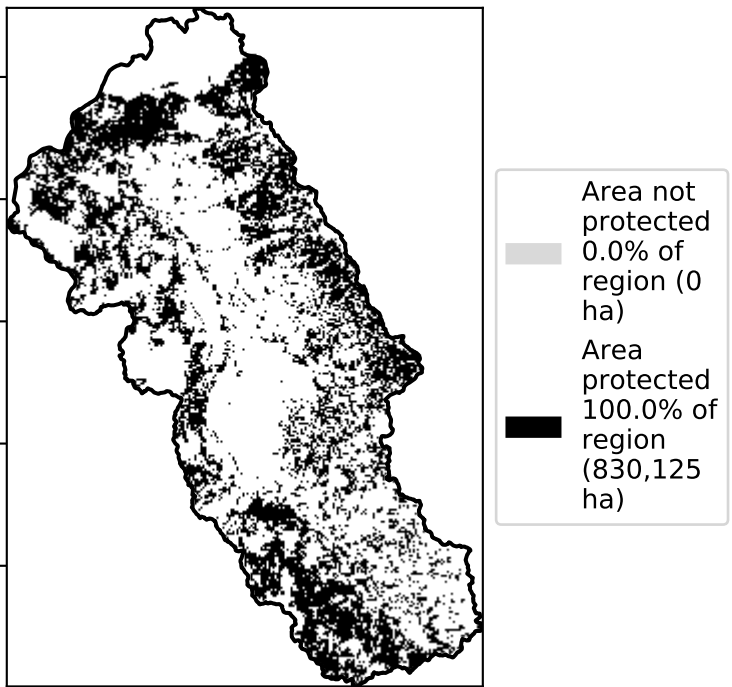 Area not
protected
0.0% of
region (0
ha)
Area
protected
100.0% of
region
(830,125
ha)